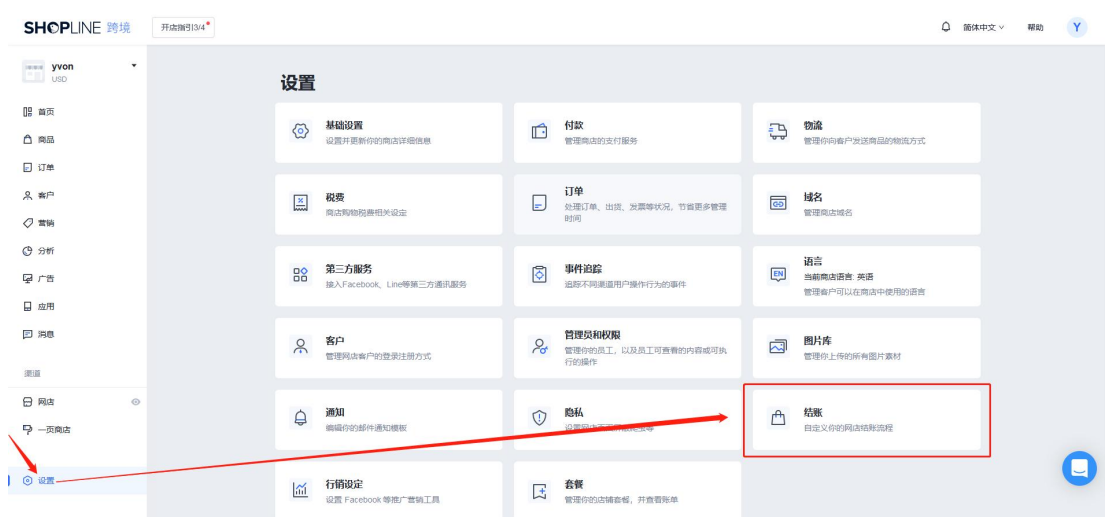 SHOPLINE 跨境
开店指引3/4
简体中文
帮助
Y
yvon
USD
首页
商品
订单
客户
营销
分析
广告
应用
消息
渠道
网店
一页商店
设置
设置
基础设置
设置并更新你的商店详细信息
付款
管理商店的支付服务
物流
管理你向客户发送商品的物流方式
税费
商店购物税费相关设定
订单
处理订单、出货、发票等状况，节省更多管理
时间
域名
管理商店域名
第三方服务
接入Facebook、Line等第三方通讯服务
事件追踪
追踪不同渠道用户操作行为的事件
EN
语言
当前商店语言: 英语
管理客户可以在商店中使用的语言
客户
管理网店客户的登录注册方式
管理员和权限
管理你的员工，以及员工可查看的内容或可执
行的操作
图片库
管理你上传的所有图片素材
通知
编辑你的邮件通知模板
隐私
设置网店
结账
自定义你的网店结账流程
行销设定
设置 Facebook 等推广营销工具
套餐
管理你的店铺套餐，并查看账单